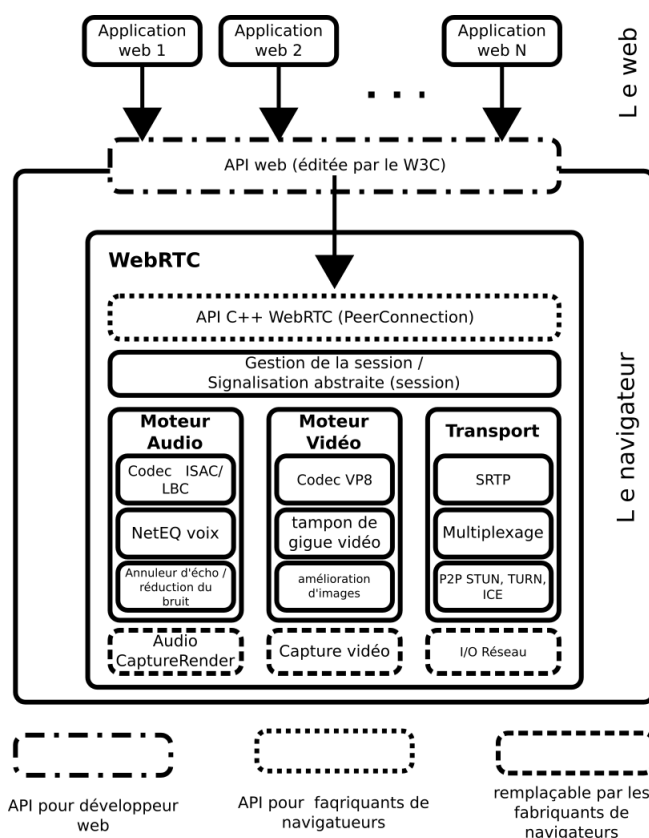 Application
web 1
Application
web 2
Application
web N
. . .
L e web
API web (éditée par le W3C)
WebRTC
API C++ WebRTC (PeerConnection)
Gestion de la session /
Signalisation abstraite (session)
Moteur
Audio
Codec ISAC/
LBC
NetEQ voix
Annuleur d'écho /
réduction du
bruit
Audio
CaptureRender
Moteur
Vidéo
Codec VP8
tampon de
gigue vidéo
amélioration
d'images
Capture vidéo
Transport
SRTP
Multiplexage
P2P STUN, TURN,
ICE
I/O Réseau
L e navigateur
API pour développeur
web
API pour faqriquants de
navigatueurs
remplaçable par les
fabriquants de
navigateurs